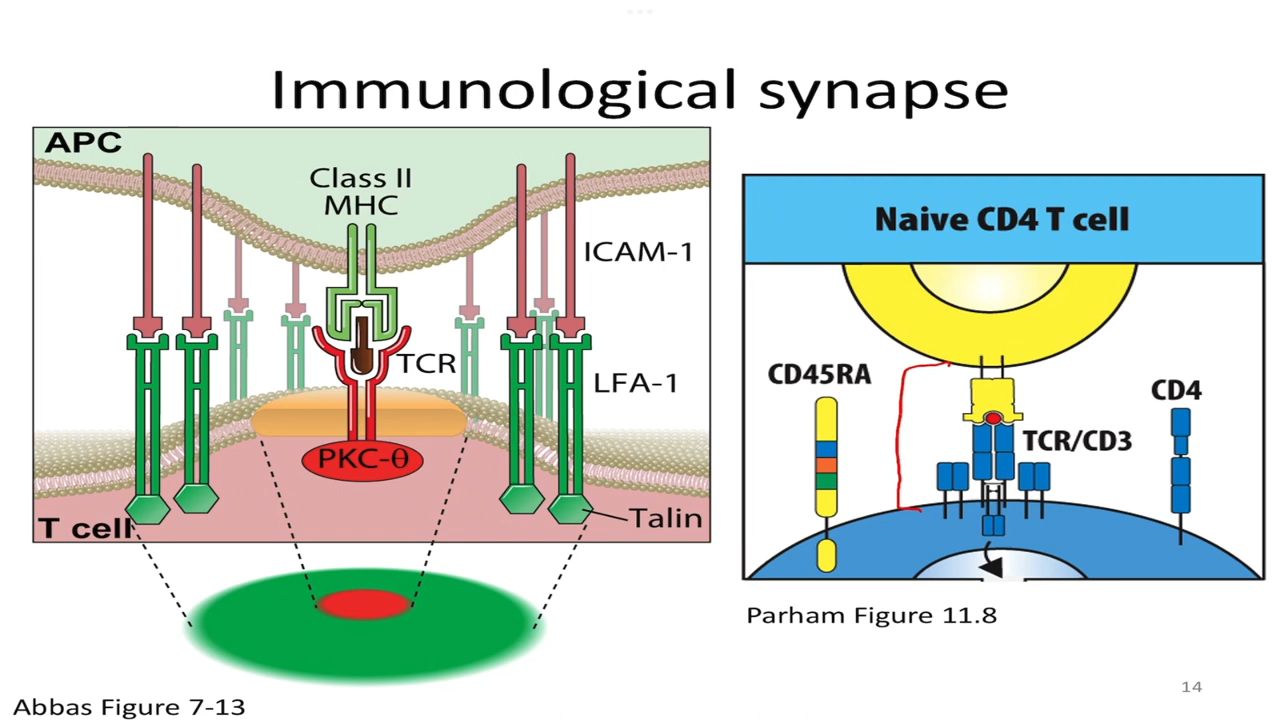 Immunological synapse
APC
Class II
MHC
ICAM-1
TCR
LFA-1
PKC-θ
T cell
Talin
Abbas Figure 7-13
Naive CD4 T cell
CD45RA
CD4
TCR/CD3
Parham Figure 11.8
14